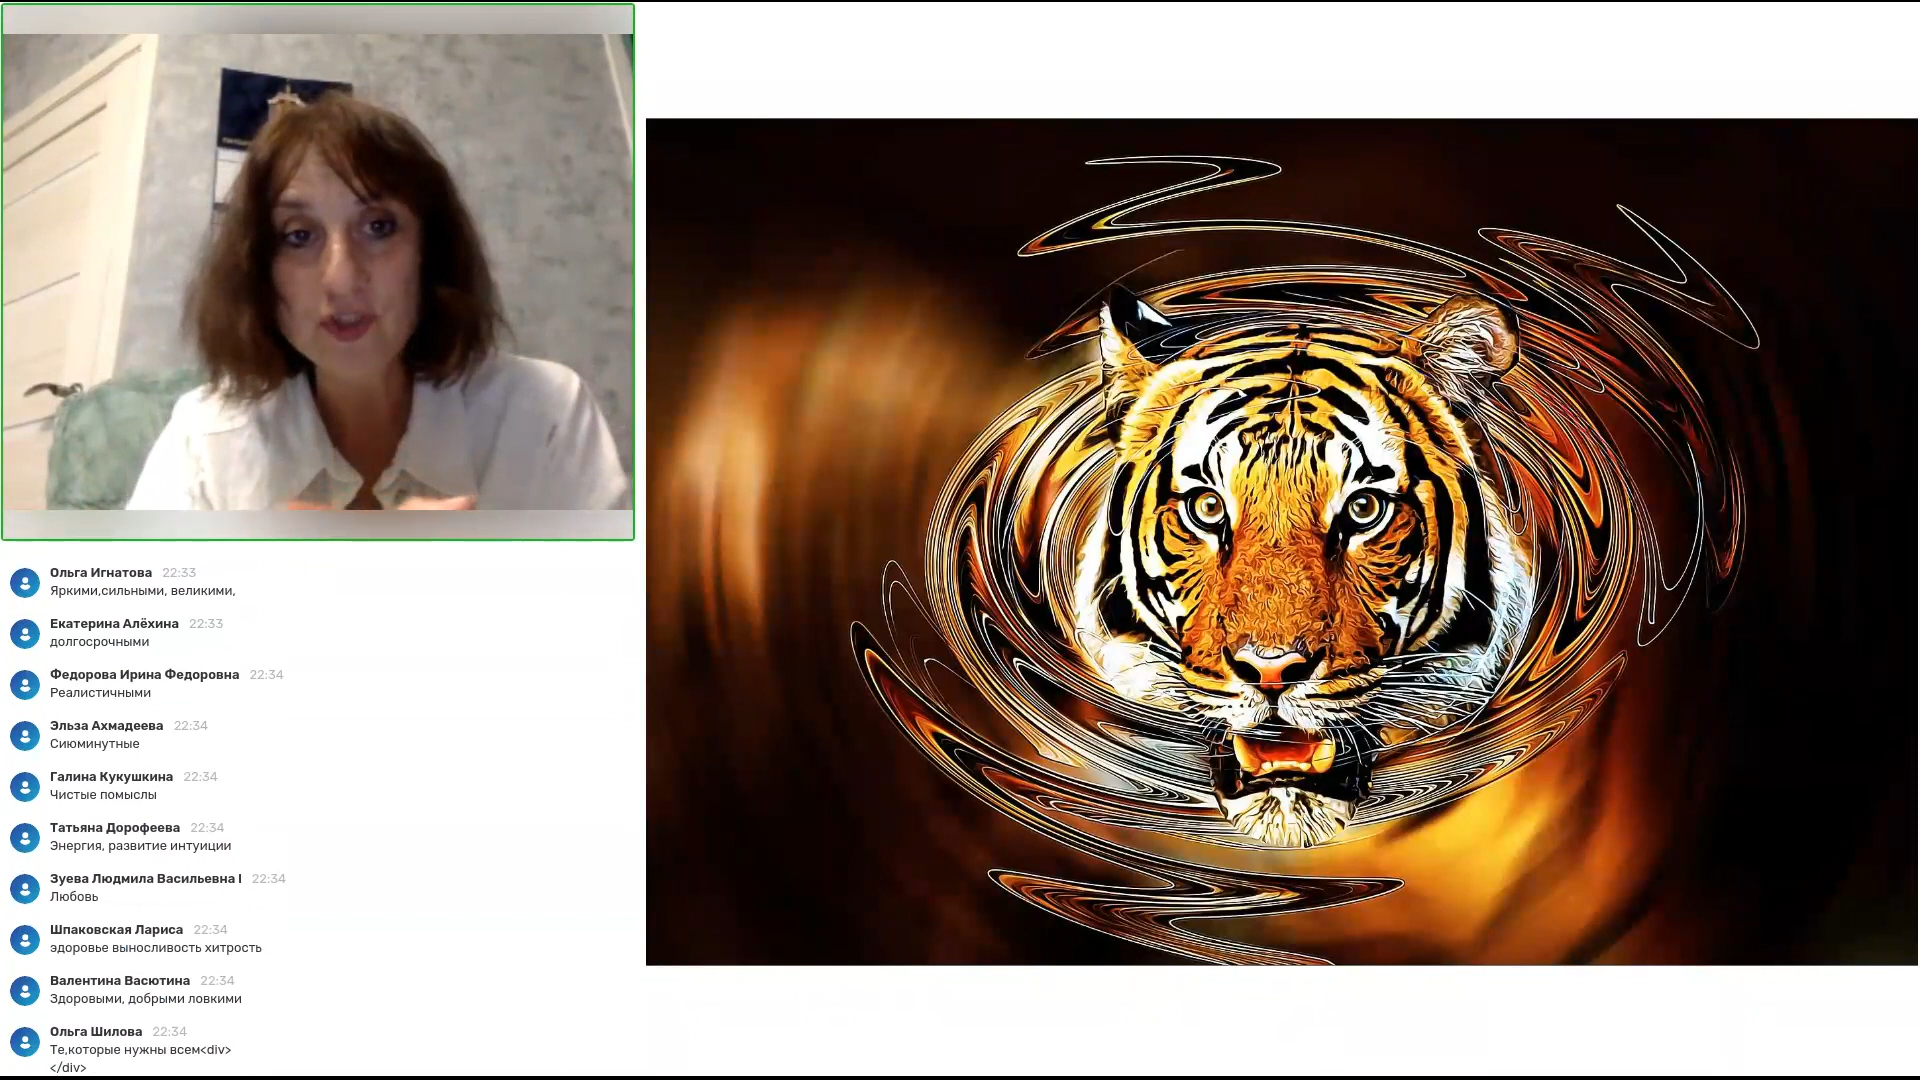 Ольга Игнатова 22:33
Яркими,сильными, великими,
Екатерина Алёхина 22:33
долгосрочными
Федорова Ирина Федоровна 22:34
Реалистичными
Эльза Ахмадеева 22:34
Сиюминутные
Галина Кукушкина 22:34
Чистые помыслы
Татьяна Дорофеева 22:34
Энергия, развитие интуиции
Зуева Людмила Васильевна I 22:34
Любовь
Шпаковская Лариса 22:34
здоровье выносливость хитрость
Валентина Васютина 22:34
Здоровыми, добрыми ловкими
Ольга Шилова 22:34
Те,которые нужны всем<div>
</div>